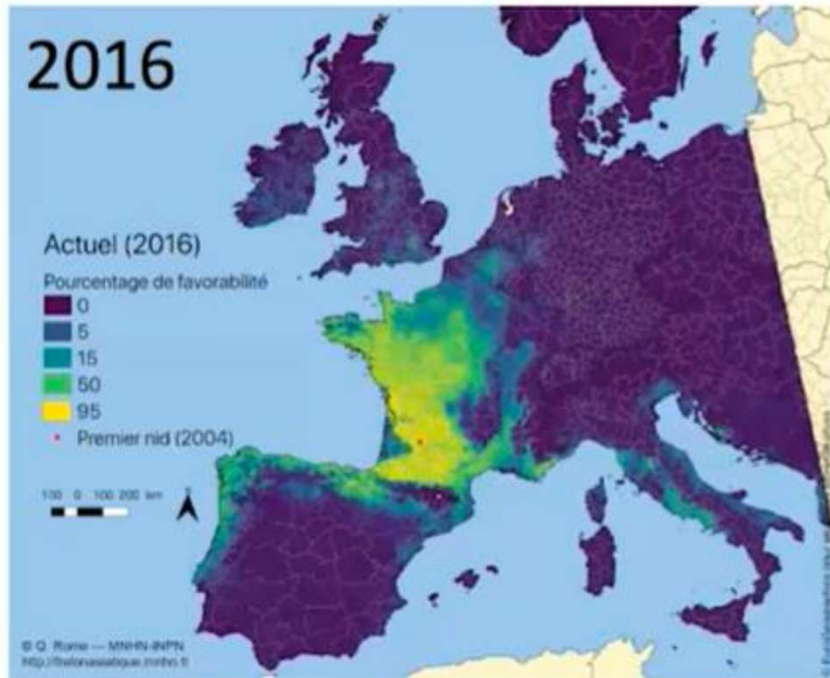 2016
Actuel (2016)
Pourcentage de favorabilité
0
5
15
50
95
Premier nid (2004)
100 0 100 200 km
© Q. Rome — MNHN-INPN
http://frelonasiatique.mnhn.fr